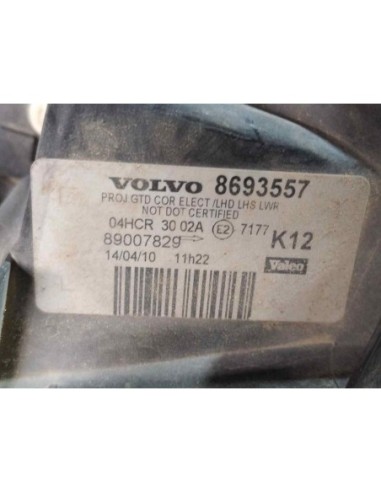 VOLVO 8693557
PROJ GTD COR ELECT /LHD LHS LWR
NOT DOT CERTIFIED
04HCR 30 02A E2 7177 K12
89007829
14/04/10 11h22 Valeo